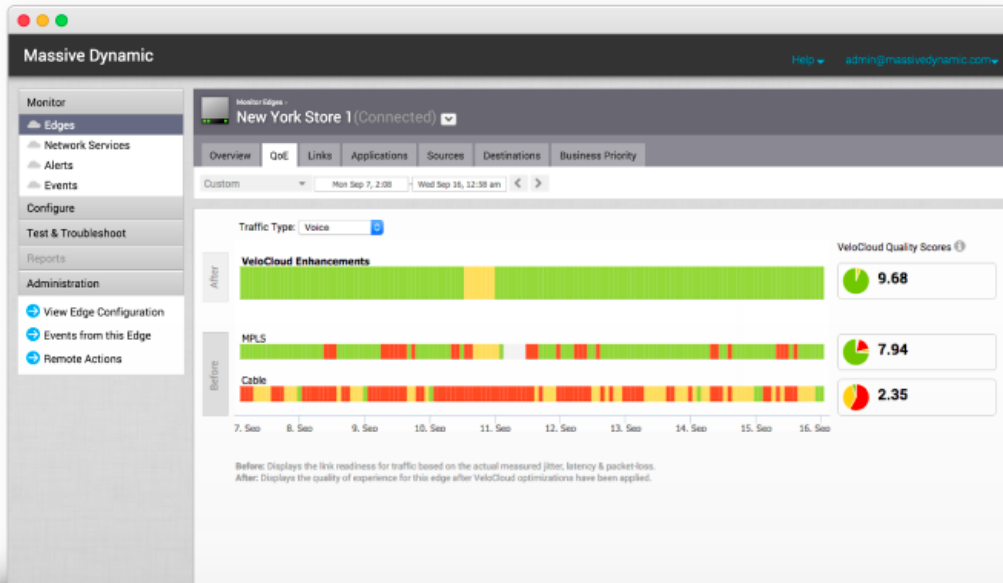 Massive Dynamic
Help
admin@massivedynamic.com
Monitor
Edges
Network Services
Alerts
Events
Configure
Test & Troubleshoot
Reports
Administration
View Edge Configuration
Events from this Edge
Remote Actions
Monitor Edges -
New York Store 1 (Connected)
Overview QoE Links Applications Sources Destinations Business Priority
Custom Mon Sep 7, 2:08 - Wed Sep 16, 12:38 am
Traffic Type: Voice
VeloCloud Quality Scores
After
VeloCloud Enhancements
9.68
Before
MPLS
7.94
Cable
2.35
7. Sep 8. Sep 9. Sep 10. Sep 11. Sep 12. Sep 13. Sep 14. Sep 15. Sep 16. Sep
Before: Displays the link readiness for traffic based on the actual measured jitter, latency & packet-loss.
After: Displays the quality of experience for this edge after VeloCloud optimizations have been applied.